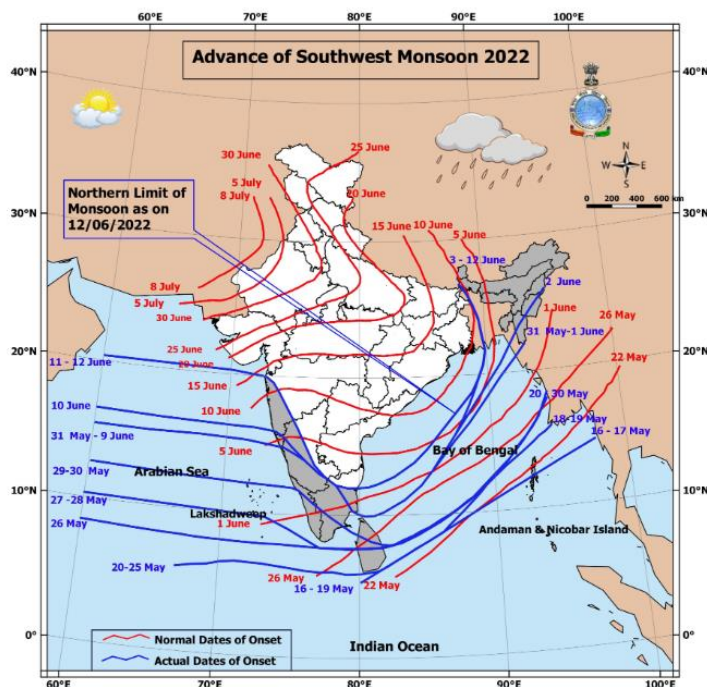 60°E
70°E
80°E
90°E
100°E
Advance of Southwest Monsoon 2022
40°N
40°N
N
W E
S
0 200 400 600 km
30 June
25 June
5 July
8 July
20 June
Northern Limit of
Monsoon as on
12/06/2022
30°N
30°N
15 June
10 June
5 June
3 - 12 June
2 June
8 July
5 July
30 June
1 June
26 May
31 May-1 June
25 June
20 June
22 May
20°N
20°N
11 - 12 June
15 June
10 June
10 June
20 - 30 May
18-19 May
16 - 17 May
31 May - 9 June
5 June
Bay of Bengal
29-30 May
Arabian Sea
10°N
10°N
27-28 May
Lakshadweep
26 May
1 June
Andaman & Nicobar Island
20-25 May
26 May
16 - 19 May
22 May
0°
0°
Normal Dates of Onset
Actual Dates of Onset
Indian Ocean
60°E
70°E
80°E
90°E
100°E